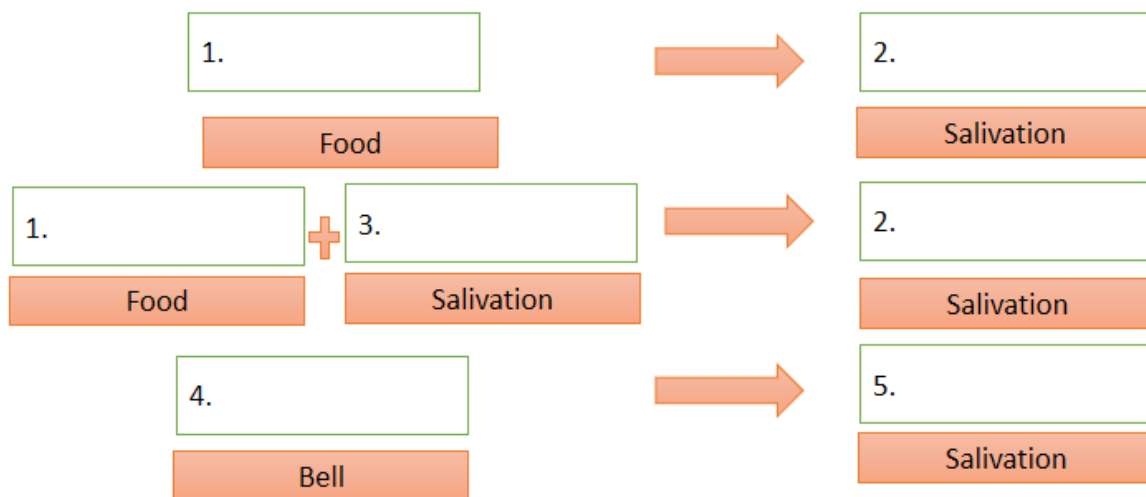 1.
2.
Food
Salivation
1.
3.
2.
Food
Salivation
Salivation
4.
5.
Bell
Salivation